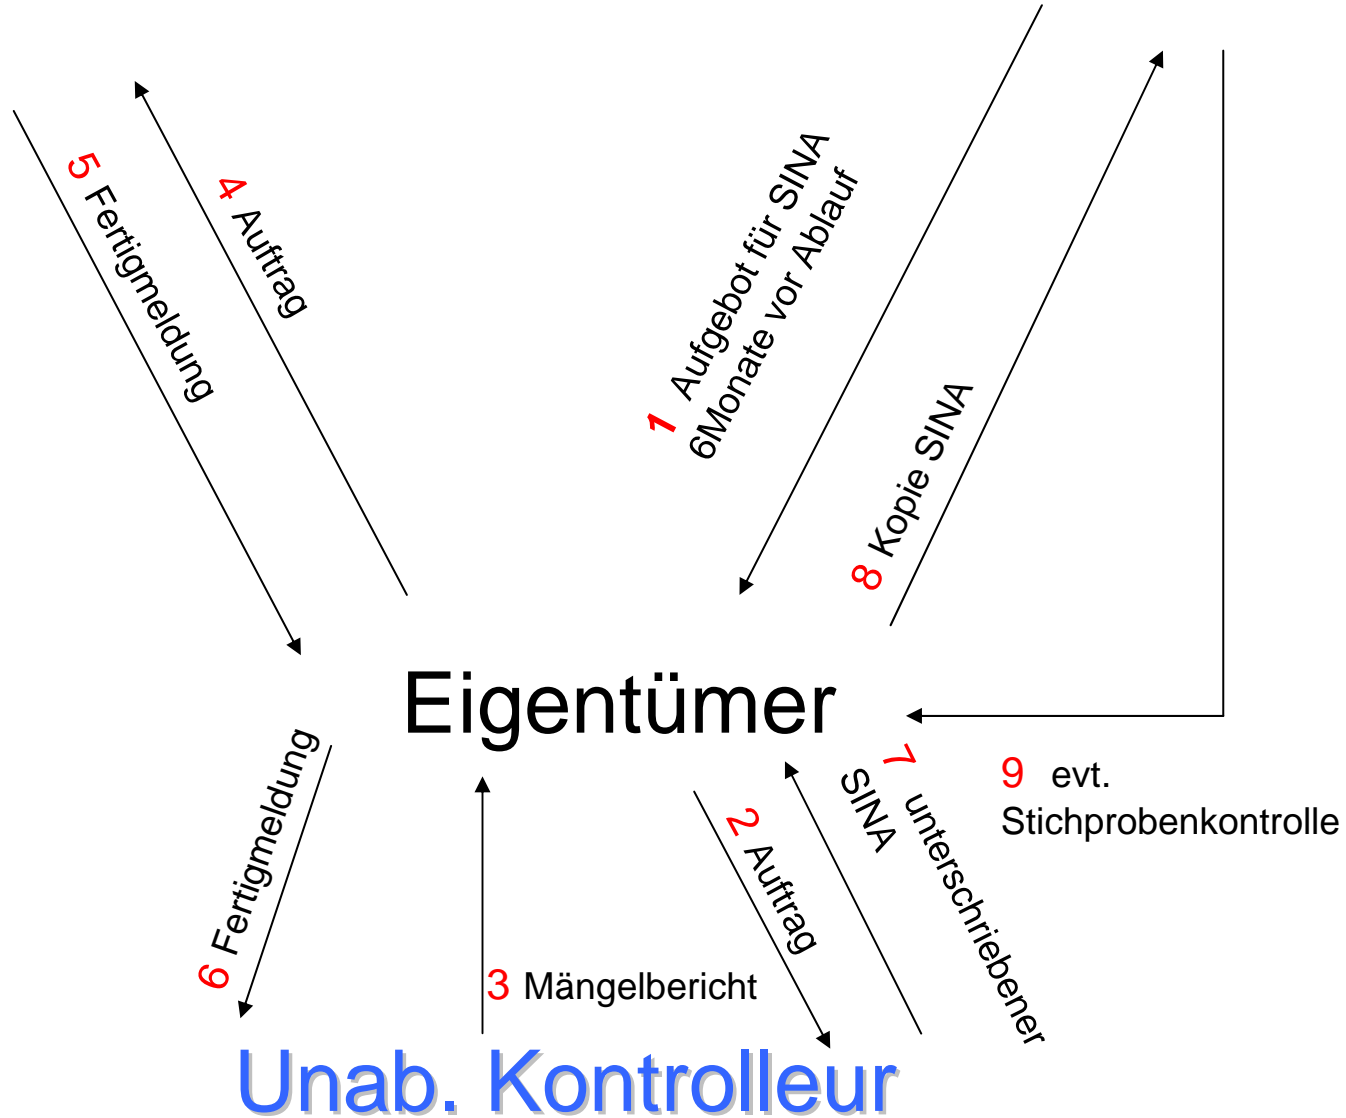 5 Fertigmeldung
4 Auftrag
1 Aufgebot für SINA
6Monate vor Ablauf
8 Kopie SINA
Eigentümer
6 Fertigmeldung
3 Mängelbericht
2 Auftrag
7 unterschriebener
SINA
9 evt.
Stichprobenkontrolle
Unab. Kontrolleur